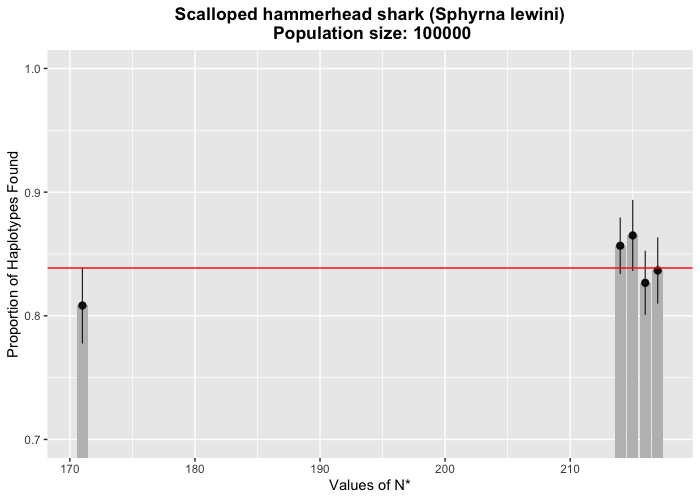 Scalloped hammerhead shark (Sphyrna lewini)
Population size: 100000
Proportion of Haplotypes Found
1.0
0.9
0.8
0.7
170
180
190
200
210
Values of N*